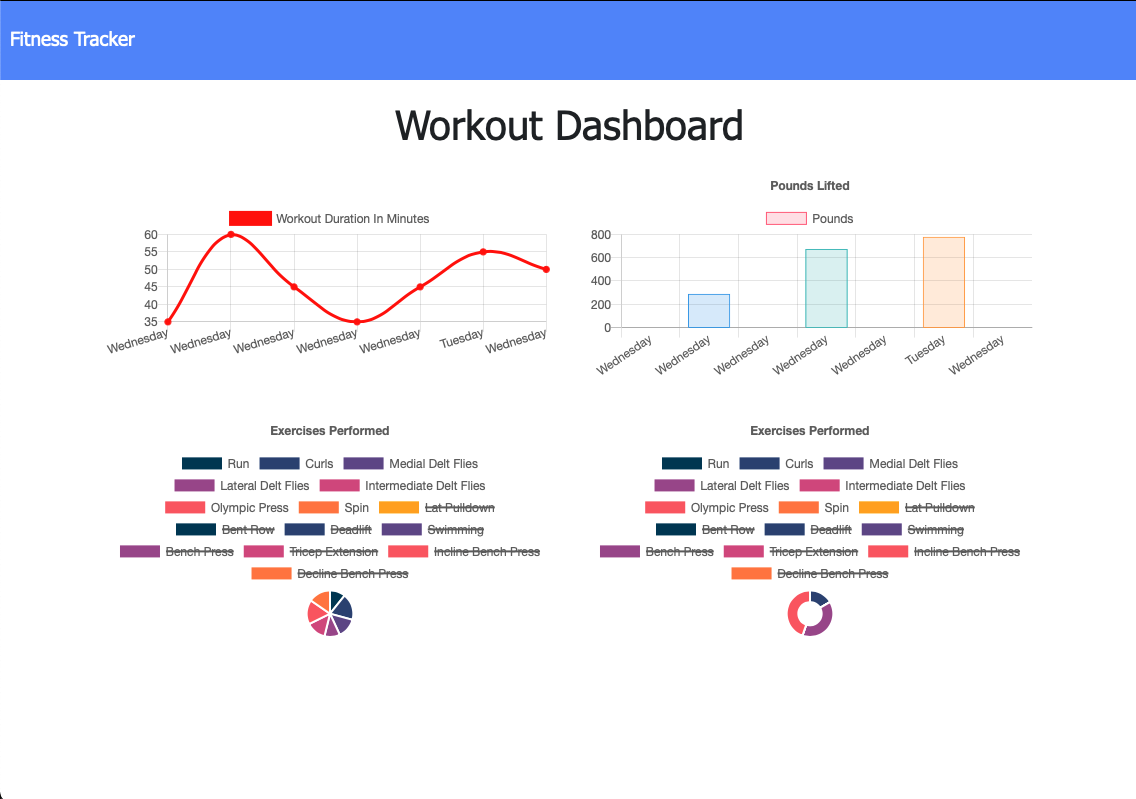 Fitness Tracker
Workout Dashboard
Workout Duration In Minutes
60
55
50
45
40
35
Wednesday Wednesday Wednesday Wednesday Wednesday Tuesday Wednesday
Pounds Lifted
Pounds
800
600
400
200
0
Wednesday Wednesday Wednesday Wednesday Wednesday Tuesday Wednesday
Exercises Performed
Run Curls Medial Delt Flies
Lateral Delt Flies Intermediate Delt Flies
Olympic Press Spin Lat Pulldown
Bent Row Deadlift Swimming
Bench Press Tricep Extension Incline Bench Press
Decline Bench Press
Exercises Performed
Run Curls Medial Delt Flies
Lateral Delt Flies Intermediate Delt Flies
Olympic Press Spin Lat Pulldown
Bent Row Deadlift Swimming
Bench Press Tricep Extension Incline Bench Press
Decline Bench Press